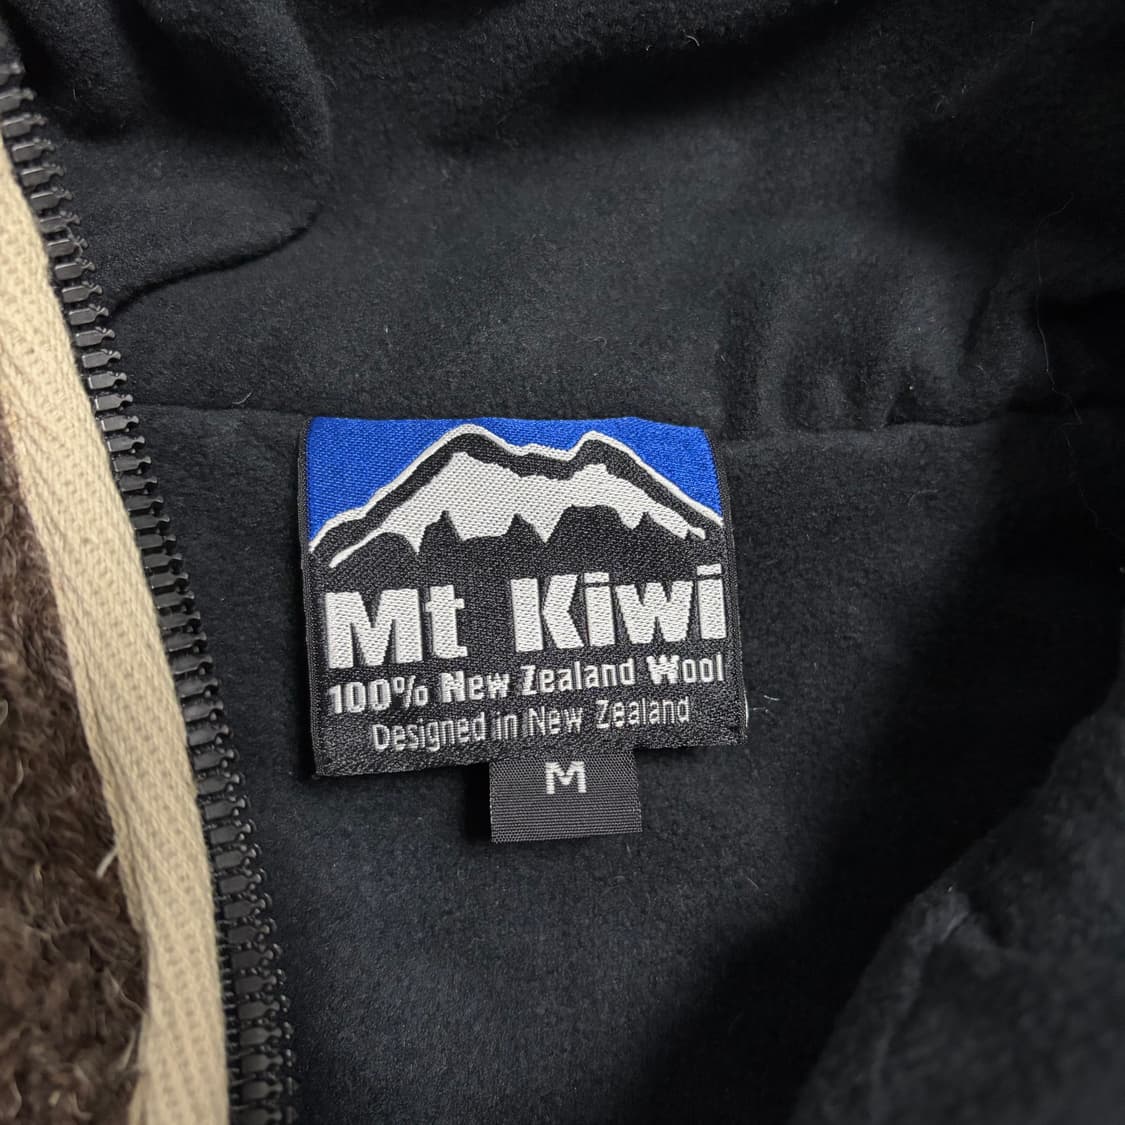 Mt Kiwi
100% New Zealand Wool
Designed in New Zealand
M